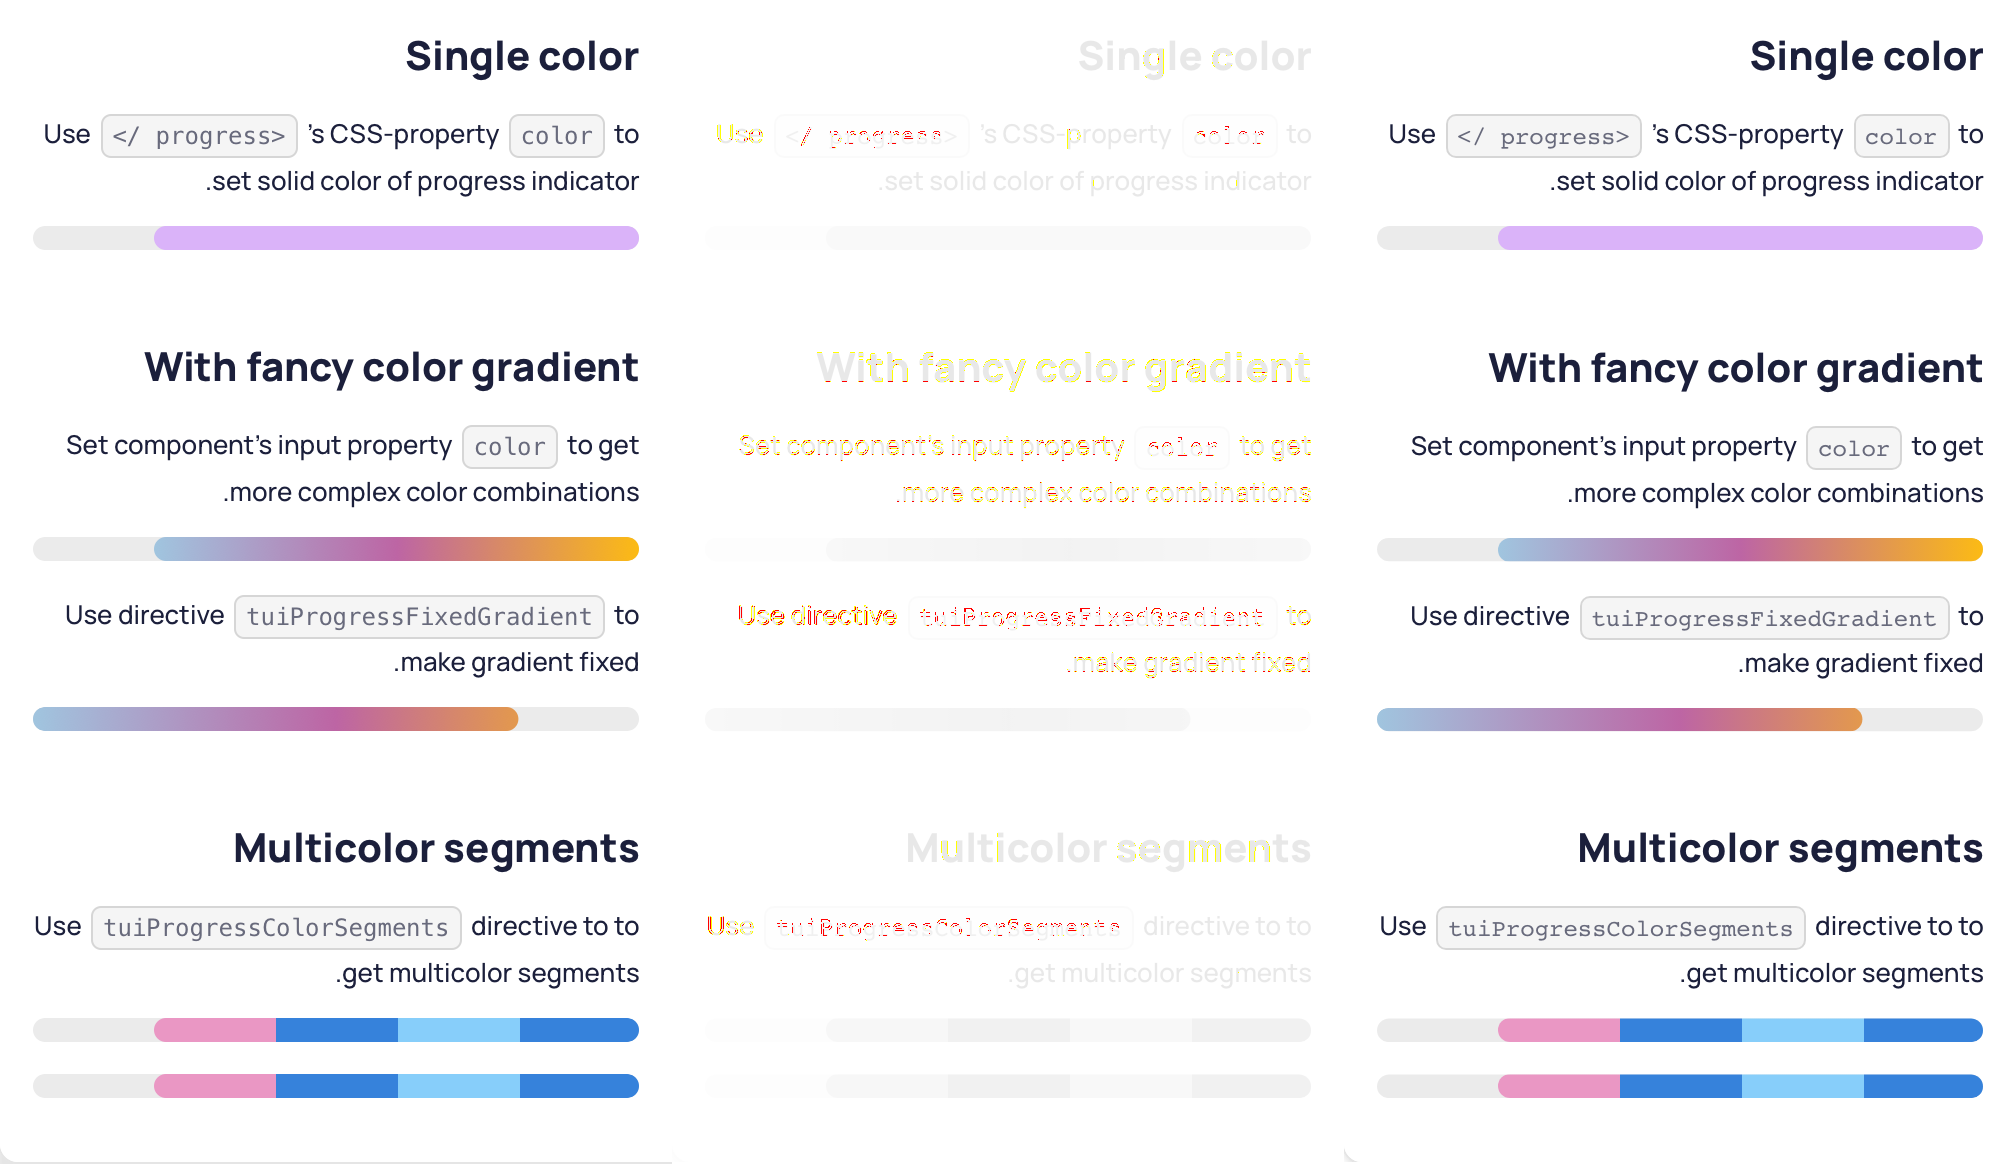 Single color
Use </ progress> ’s CSS-property color to
.set solid color of progress indicator
With fancy color gradient
Set component’s input property color to get
.more complex color combinations
Use directive tuiProgressFixedGradient to
.make gradient fixed
Multicolor segments
Use tuiProgressColorSegments directive to to
.get multicolor segments
Single color
Use </ progress> ’s CSS-property color to
.set solid color of progress indicator
With fancy color gradient
Set component’s input property color to get
.more complex color combinations
Use directive tuiProgressFixedGradient to
.make gradient fixed
Multicolor segments
Use tuiProgressColorSegments directive to to
.get multicolor segments
Single color
Use </ progress> ’s CSS-property color to
.set solid color of progress indicator
With fancy color gradient
Set component’s input property color to get
.more complex color combinations
Use directive tuiProgressFixedGradient to
.make gradient fixed
Multicolor segments
Use tuiProgressColorSegments directive to to
.get multicolor segments